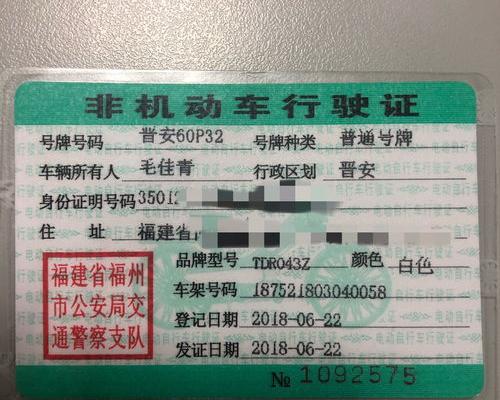 非机动车行驶证
号牌号码 晋安60P32 号牌种类 普通号牌
车辆所有人 毛佳青 行政区划 晋安
身份证明号码 35012
住 址 福建省
品牌型号 TDR043Z 颜色 白色
车架号码 187521803040058
登记日期 2018-06-22
发证日期 2018-06-22
福建省福州
市公安局交
通警察支队
№ 1092575